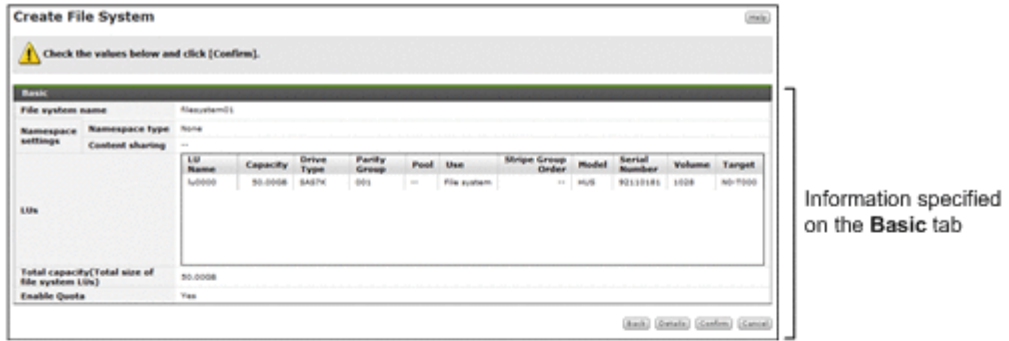 Create File System
Help
Check the values below and click [Confirm].
Basic
File system name filesystem01
Namespace settings Namespace type None
Content sharing --
LUs
LU Name Capacity Drive Type Parity Group Pool Use Stripe Group Order Model Serial Number Volume Target
lu0000 50.00GB SAS7K 001 -- File system -- HUS 92110181 1028 N0-T000
Total capacity(Total size of file system LUs) 50.00GB
Enable Quota Yes
Back Details Confirm Cancel
Information specified
on the Basic tab